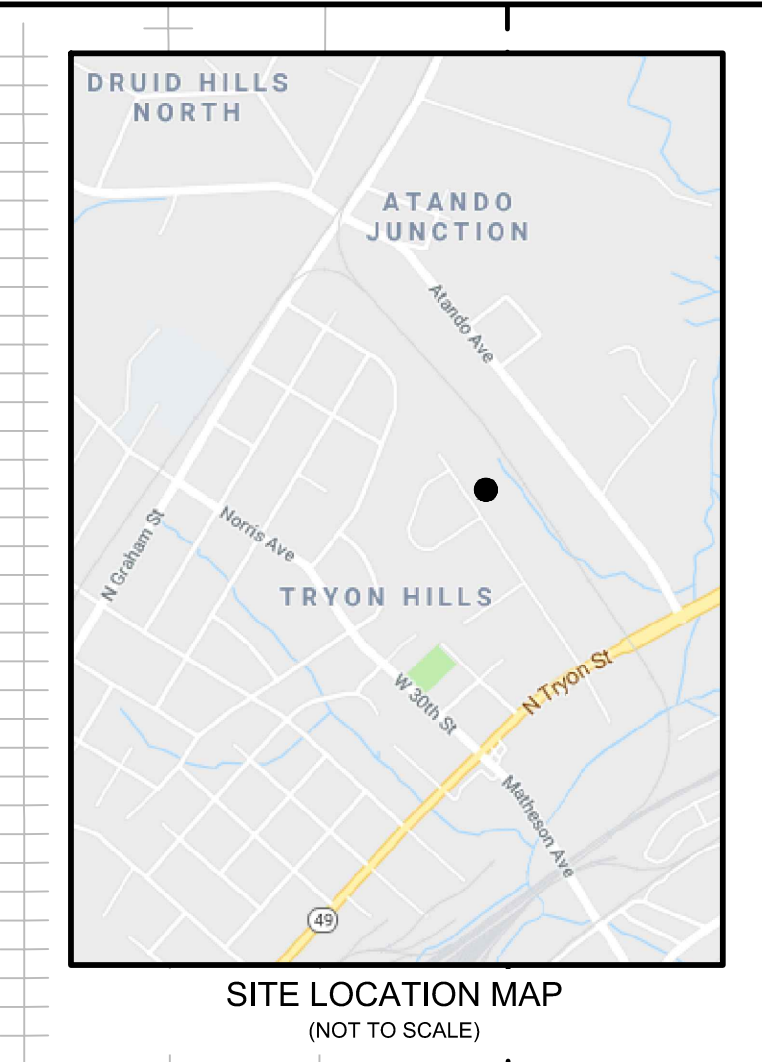 DRUID HILLS
NORTH
ATANDO
JUNCTION
Atando Ave
N Graham St
Norris Ave
TRYON HILLS
W 30th St
N Tryon St
Matheson Ave
49
SITE LOCATION MAP
(NOT TO SCALE)